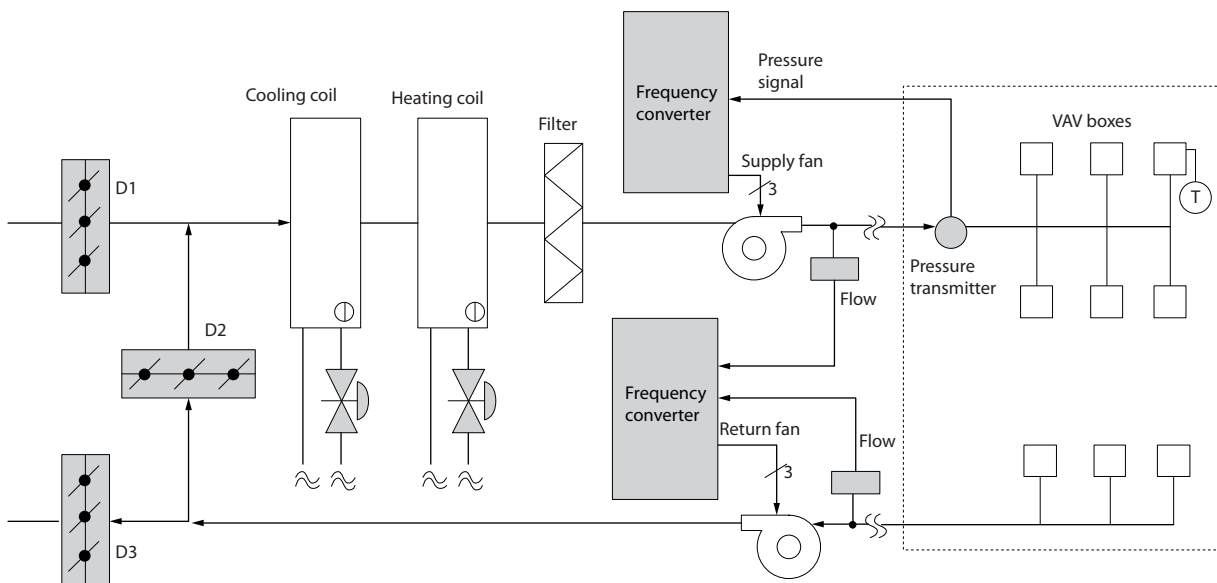 Cooling coil
Heating coil
Filter
Frequency
converter
Pressure
signal
VAV boxes
Supply fan
3
D1
T
Pressure
transmitter
Flow
D2
Frequency
converter
Return fan
3
Flow
D3